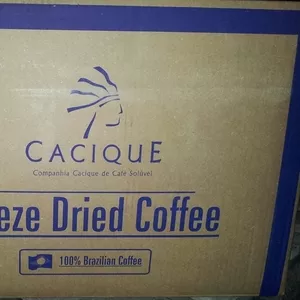 CACIQUE
Companhia Cacique de Café Solúvel
eze Dried Coffee
100% Brazilian Coffee